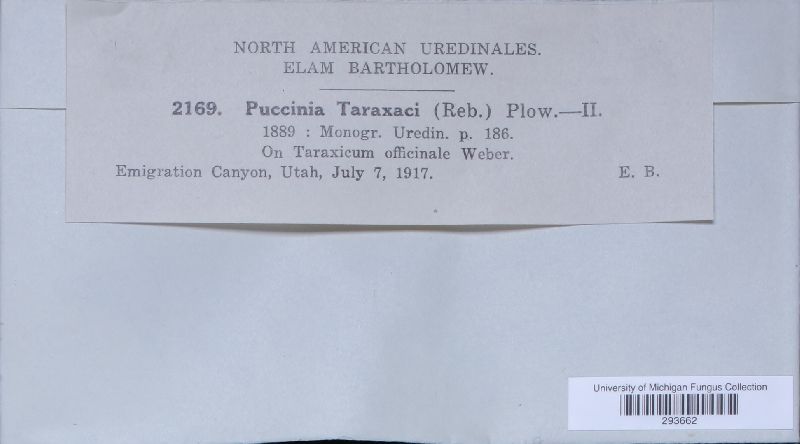 NORTH AMERICAN UREDINALES.
ELAM BARTHOLOMEW.
2169. Puccinia Taraxaci (Reb.) Plow.—II.
1889 : Monogr. Uredin. p. 186.
On Taraxicum officinale Weber.
Emigration Canyon, Utah, July 7, 1917. E. B.
University of Michigan Fungus Collection
293662